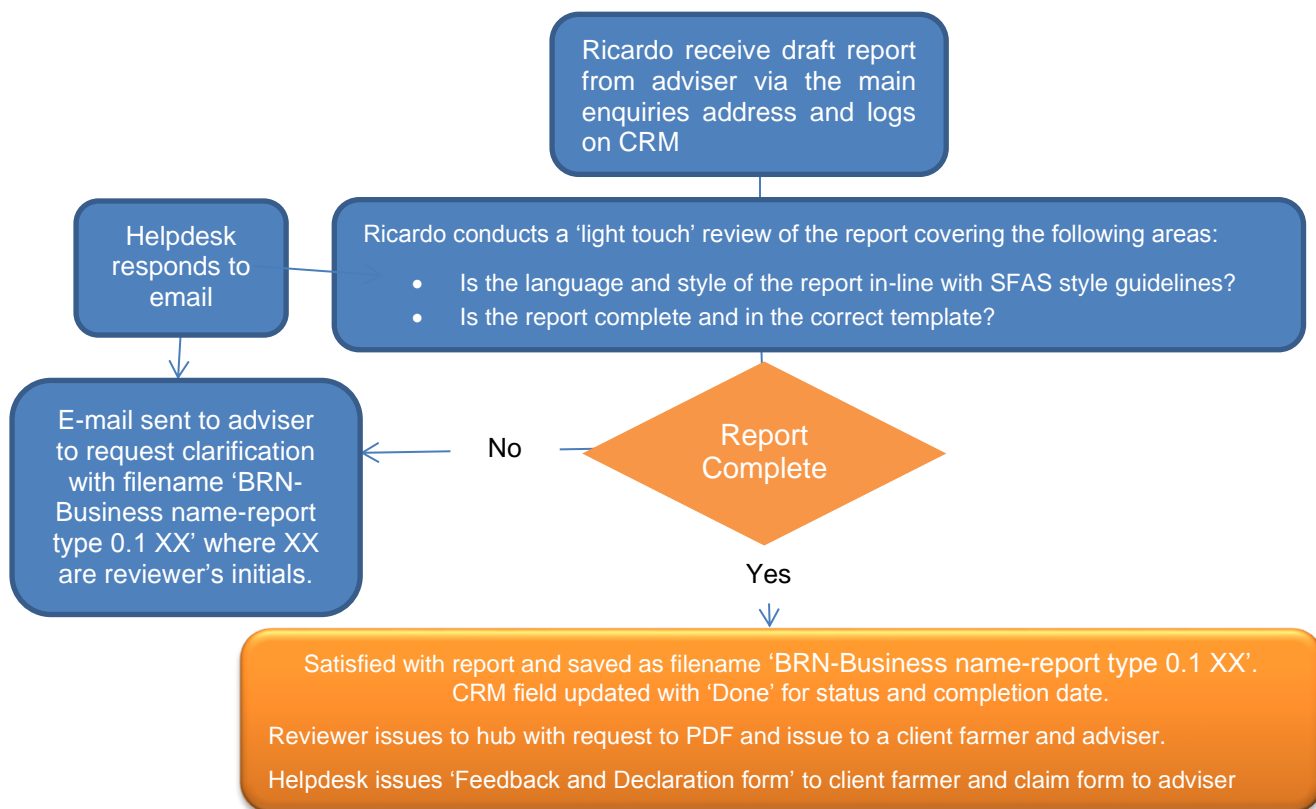 Ricardo receive draft report
from adviser via the main
enquiries address and logs
on CRM
Helpdesk
responds to
email
Ricardo conducts a ‘light touch’ review of the report covering the following areas:
• Is the language and style of the report in-line with SFAS style guidelines?
• Is the report complete and in the correct template?
E-mail sent to adviser
to request clarification
with filename ‘BRN-
Business name-report
type 0.1 XX’ where XX
are reviewer’s initials.
No
Report
Complete
Yes
Satisfied with report and saved as filename ‘BRN-Business name-report type 0.1 XX’.
CRM field updated with ‘Done’ for status and completion date.
Reviewer issues to hub with request to PDF and issue to a client farmer and adviser.
Helpdesk issues ‘Feedback and Declaration form’ to client farmer and claim form to adviser